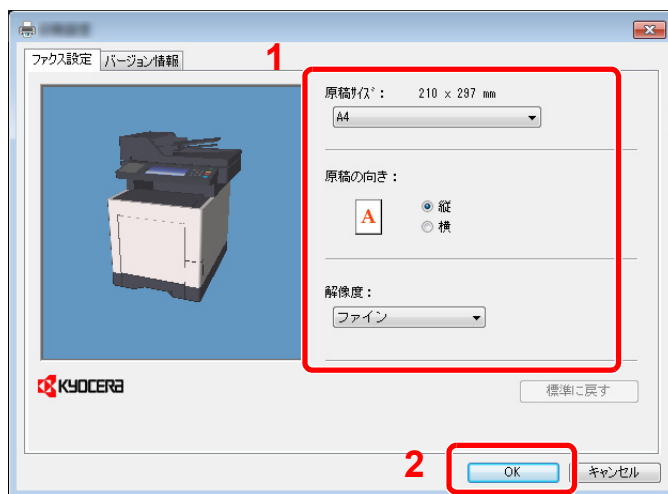 ファクス設定 バージョン情報
1
原稿サイズ： 210 x 297 mm
A4
原稿の向き：
A
縦
横
解像度：
ファイン
KYOCERA
標準に戻す
2
OK キャンセル